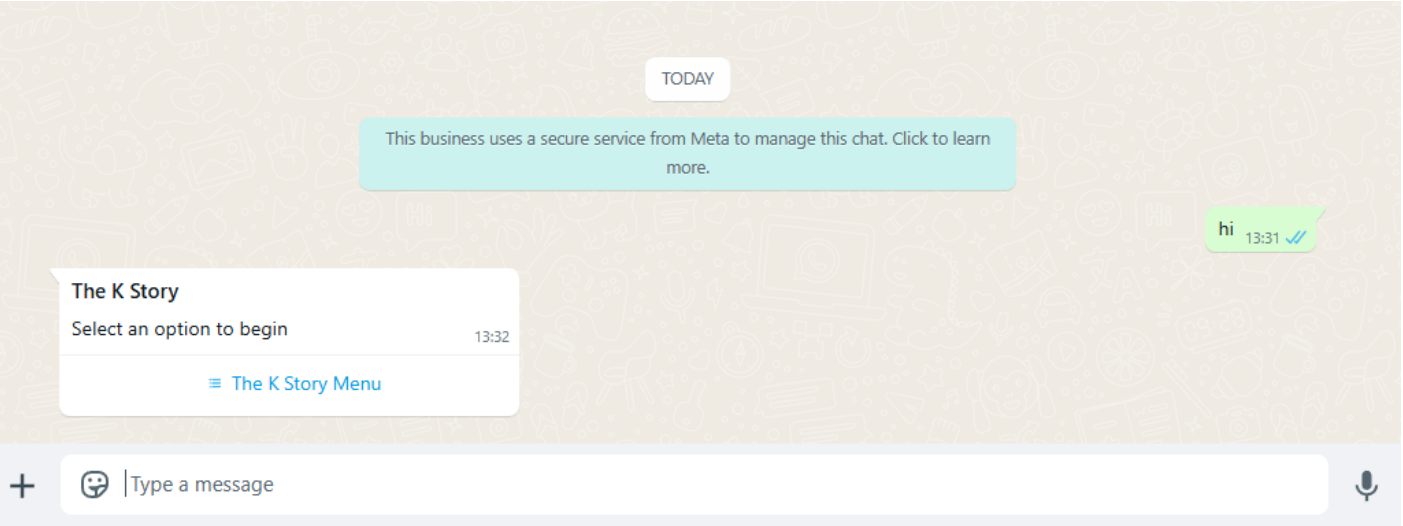 TODAY
This business uses a secure service from Meta to manage this chat. Click to learn
more.
hi 13:31
The K Story
Select an option to begin 13:32
The K Story Menu
Type a message